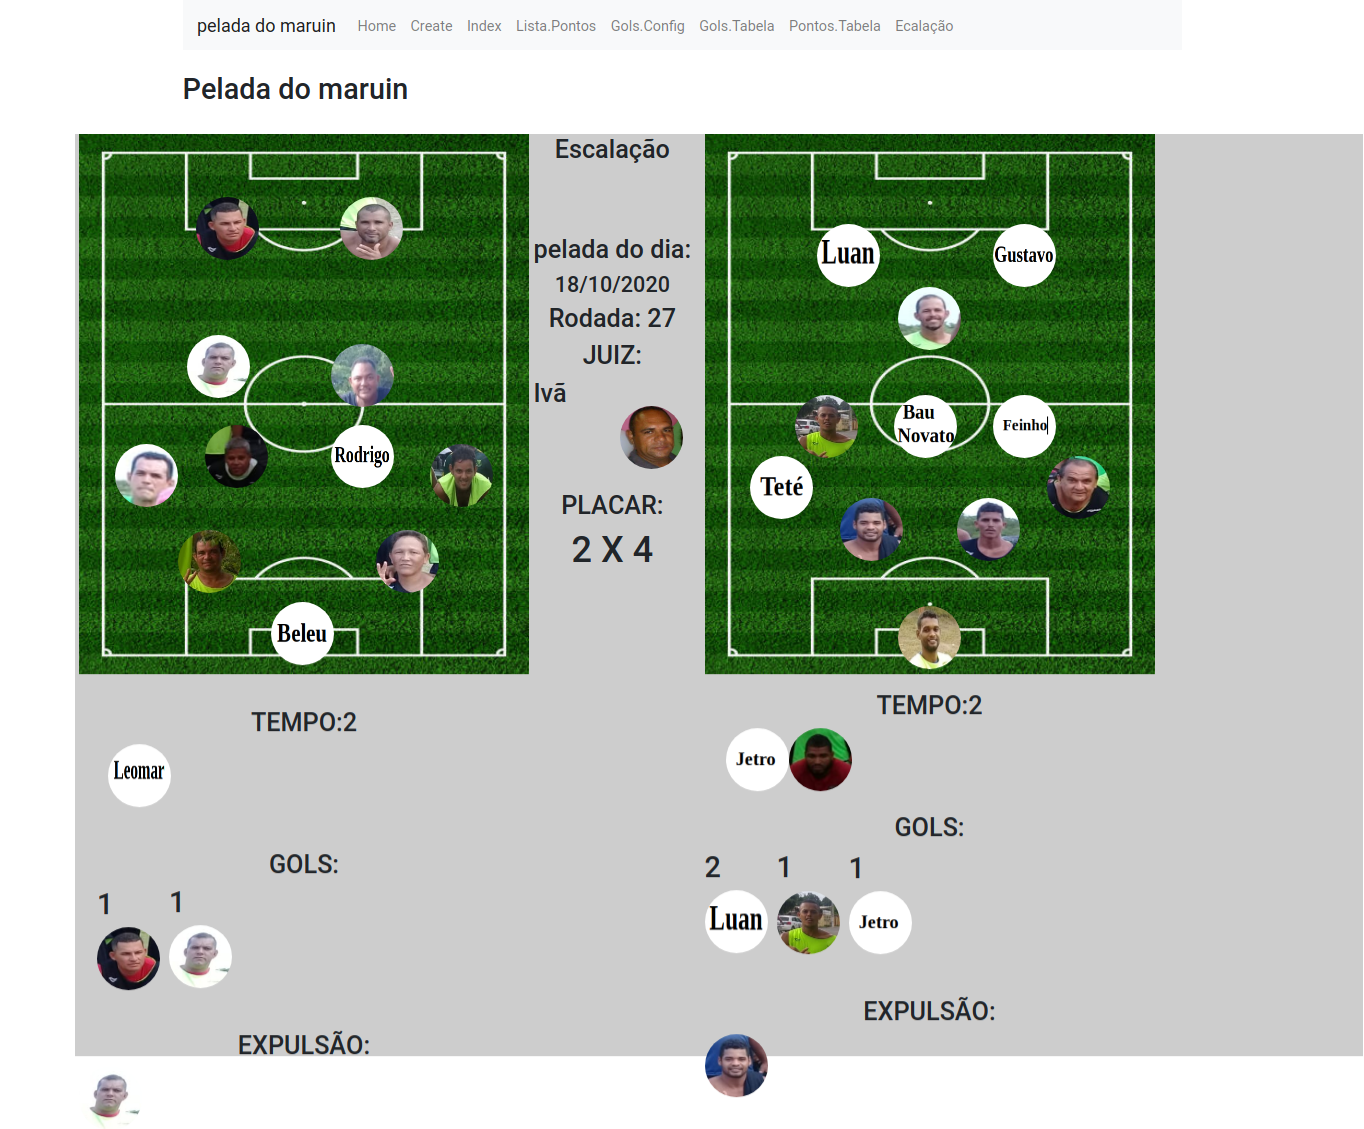 pelada do maruin Home Create Index Lista.Pontos Gols.Config Gols.Tabela Pontos.Tabela Ecalação
Pelada do maruin
Escalação
pelada do dia:
18/10/2020
Rodada: 27
JUIZ:
Ivã
PLACAR:
2 X 4
Rodrigo
Beleu
TEMPO:2
Leomar
GOLS:
1 1
EXPULSÃO:
Luan Gustavo
Bau
Novato
Feinho
Teté
TEMPO:2
Jetro
GOLS:
2 1 1
Luan Jetro
EXPULSÃO: